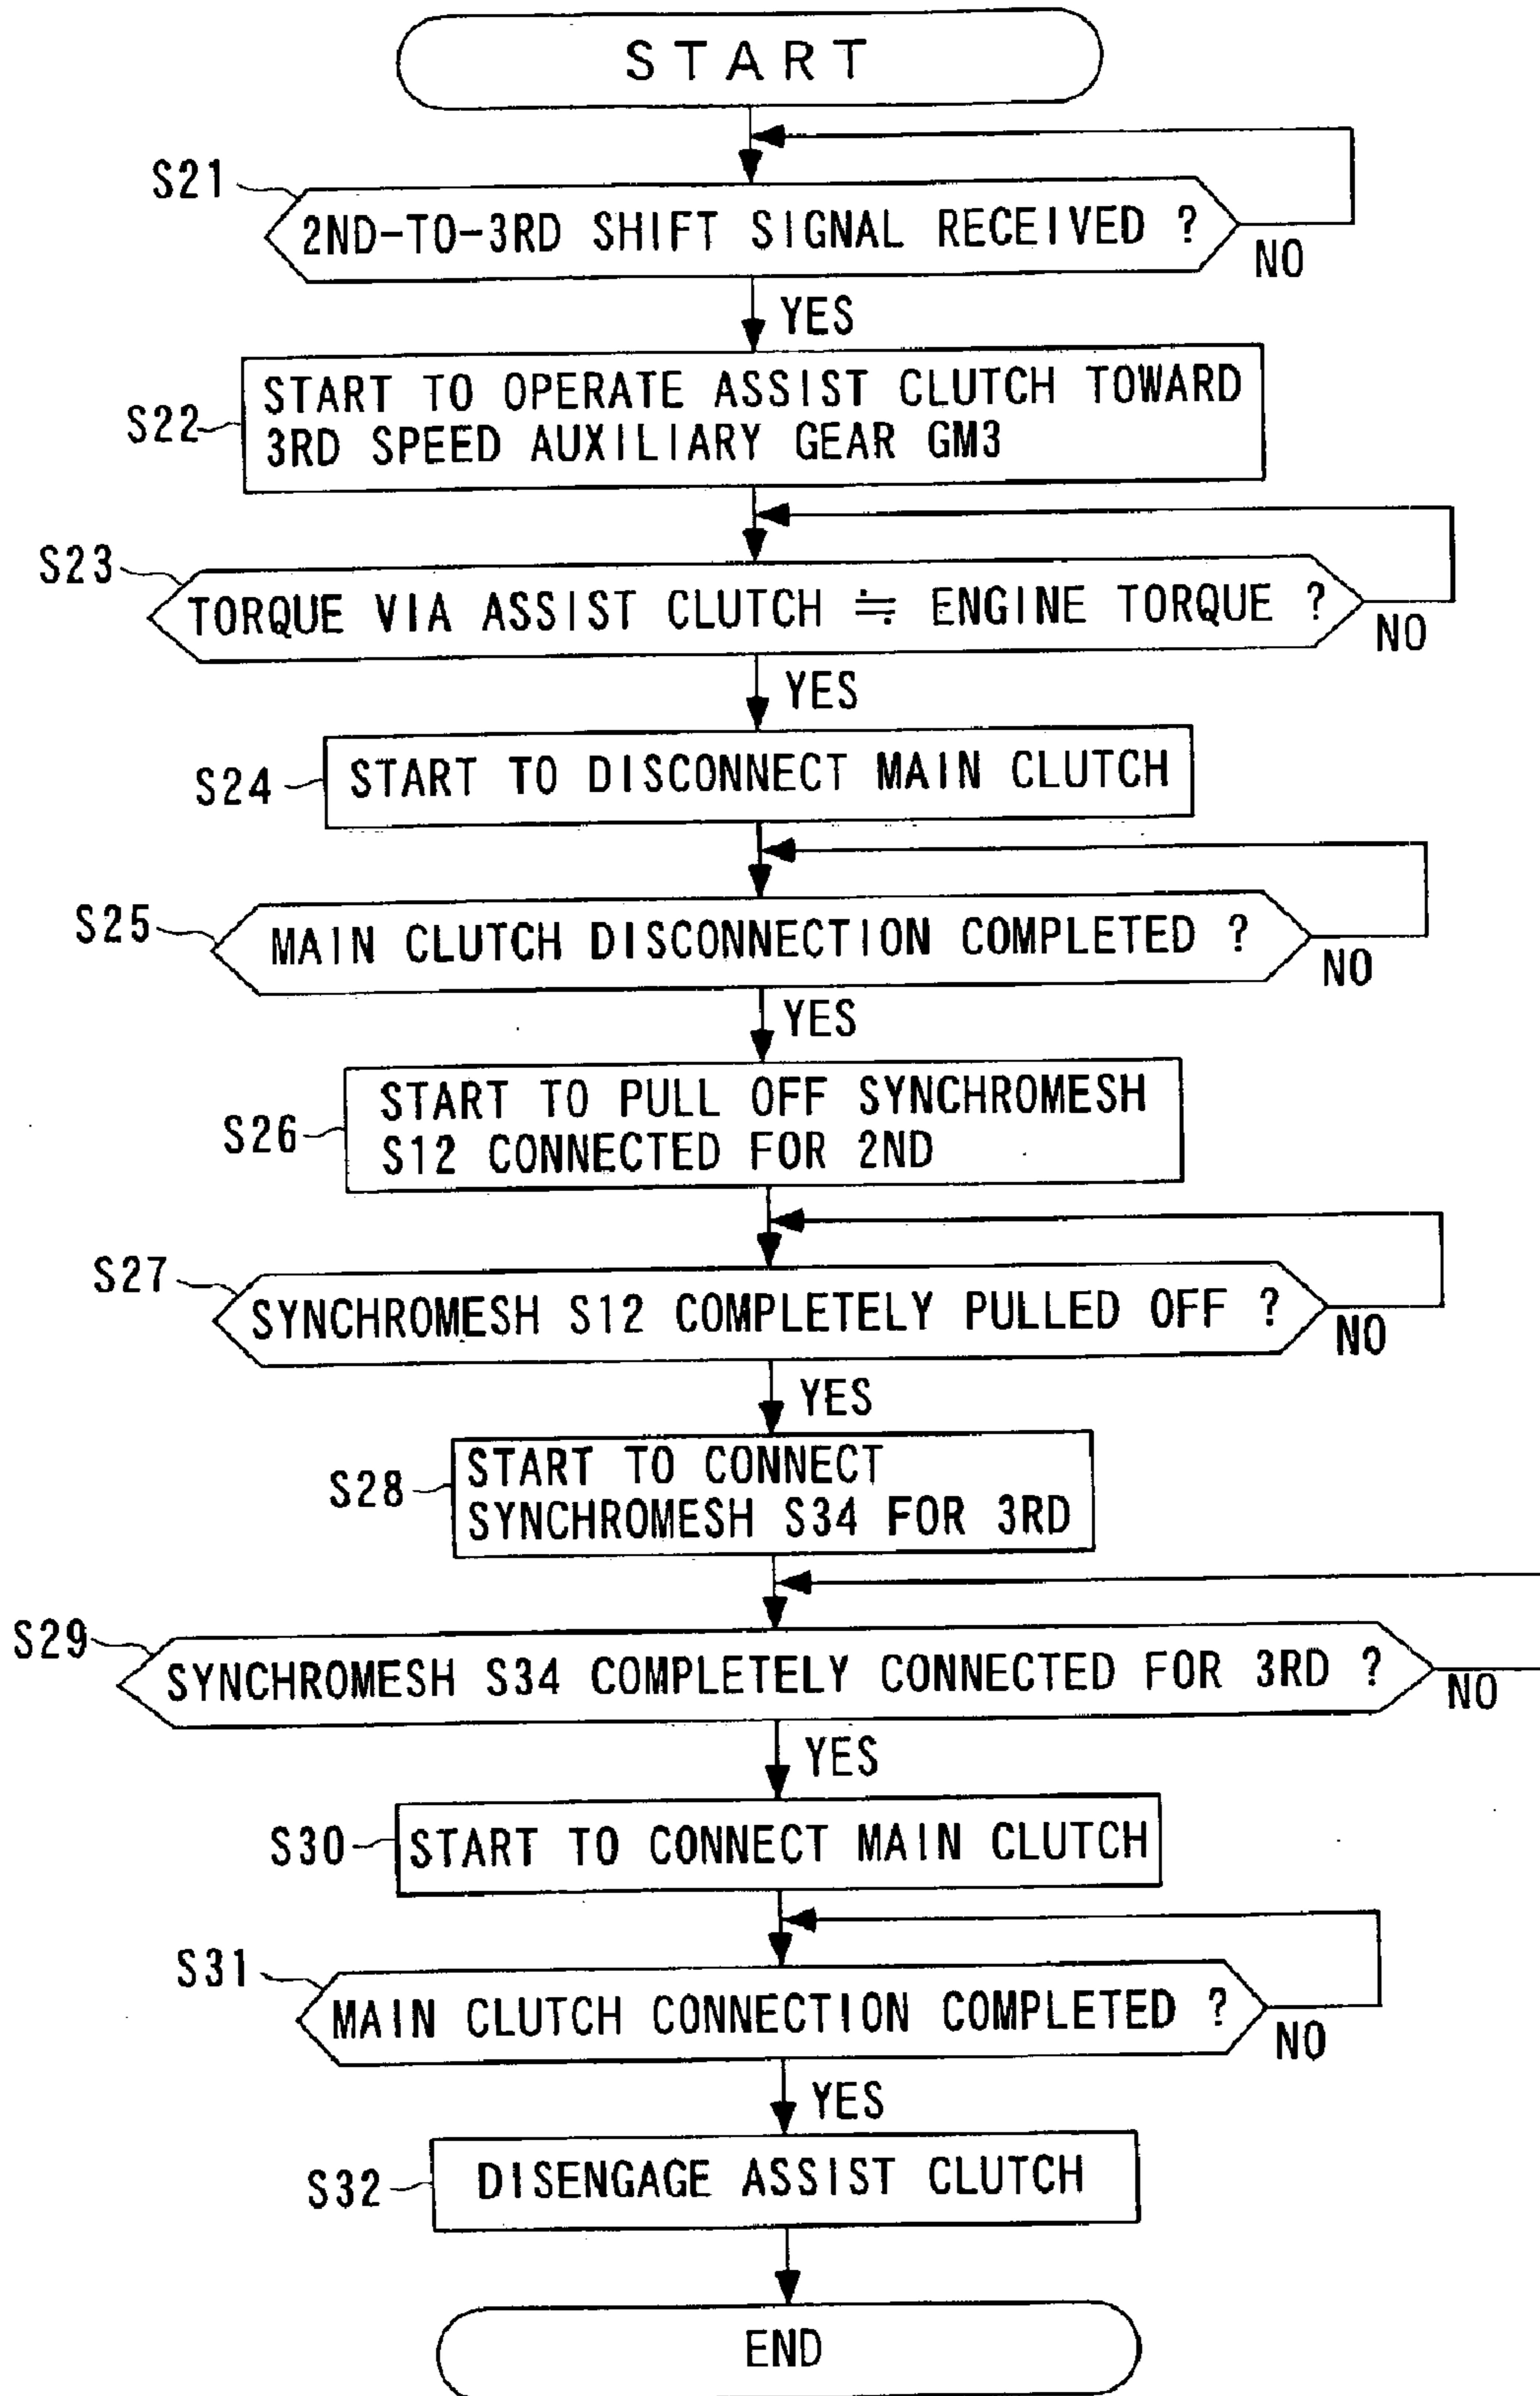 START
S21
2ND-TO-3RD SHIFT SIGNAL RECEIVED ?
NO
YES
S22
START TO OPERATE ASSIST CLUTCH TOWARD
3RD SPEED AUXILIARY GEAR GM3
S23
TORQUE VIA ASSIST CLUTCH ≒ ENGINE TORQUE ?
NO
YES
S24
START TO DISCONNECT MAIN CLUTCH
S25
MAIN CLUTCH DISCONNECTION COMPLETED ?
NO
YES
S26
START TO PULL OFF SYNCHROMESH
S12 CONNECTED FOR 2ND
S27
SYNCHROMESH S12 COMPLETELY PULLED OFF ?
NO
YES
S28
START TO CONNECT
SYNCHROMESH S34 FOR 3RD
S29
SYNCHROMESH S34 COMPLETELY CONNECTED FOR 3RD ?
NO
YES
S30
START TO CONNECT MAIN CLUTCH
S31
MAIN CLUTCH CONNECTION COMPLETED ?
NO
YES
S32
DISENGAGE ASSIST CLUTCH
END